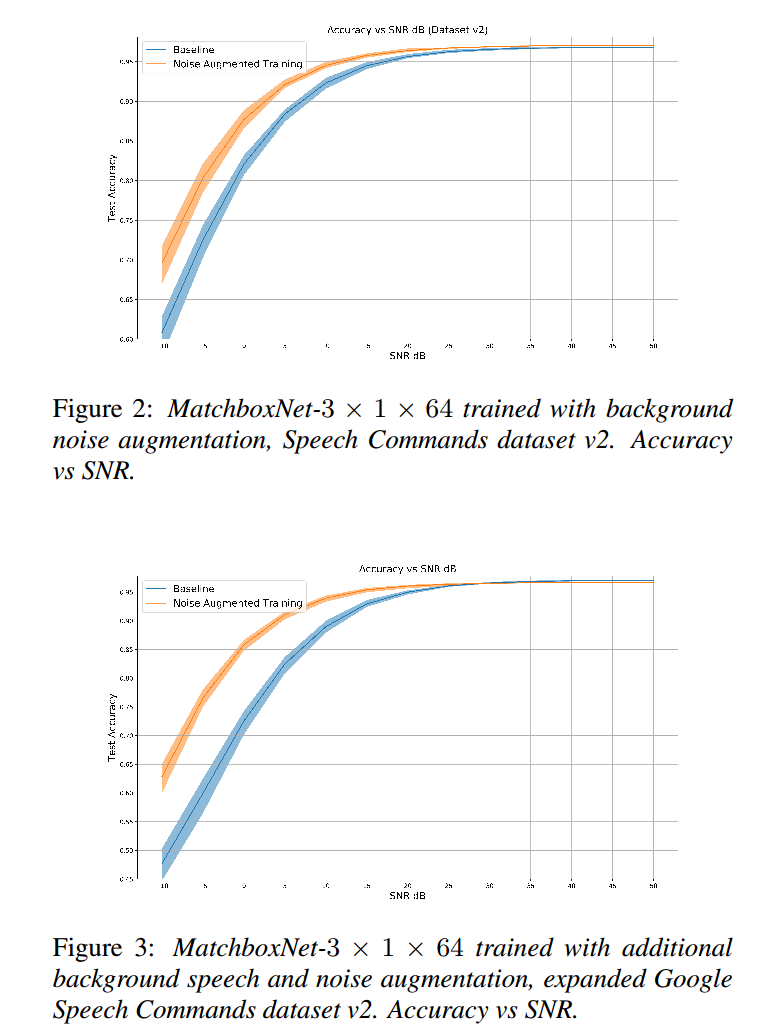 Accuracy vs SNR dB (Dataset v2)
Baseline
Noise Augmented Training
0.95
0.90
0.85
0.80
0.75
0.70
0.65
0.60
Test Accuracy
10 5 0 5 10 15 20 25 30 35 40 45 50
SNR dB
Figure 2: MatchboxNet-3 × 1 × 64 trained with background
noise augmentation, Speech Commands dataset v2. Accuracy
vs SNR.
Accuracy vs SNR dB
Baseline
Noise Augmented Training
0.95
0.90
0.85
0.80
0.75
0.70
0.65
0.60
0.55
0.50
0.45
Test Accuracy
10 5 0 5 10 15 20 25 30 35 40 45 50
SNR dB
Figure 3: MatchboxNet-3 × 1 × 64 trained with additional
background speech and noise augmentation, expanded Google
Speech Commands dataset v2. Accuracy vs SNR.